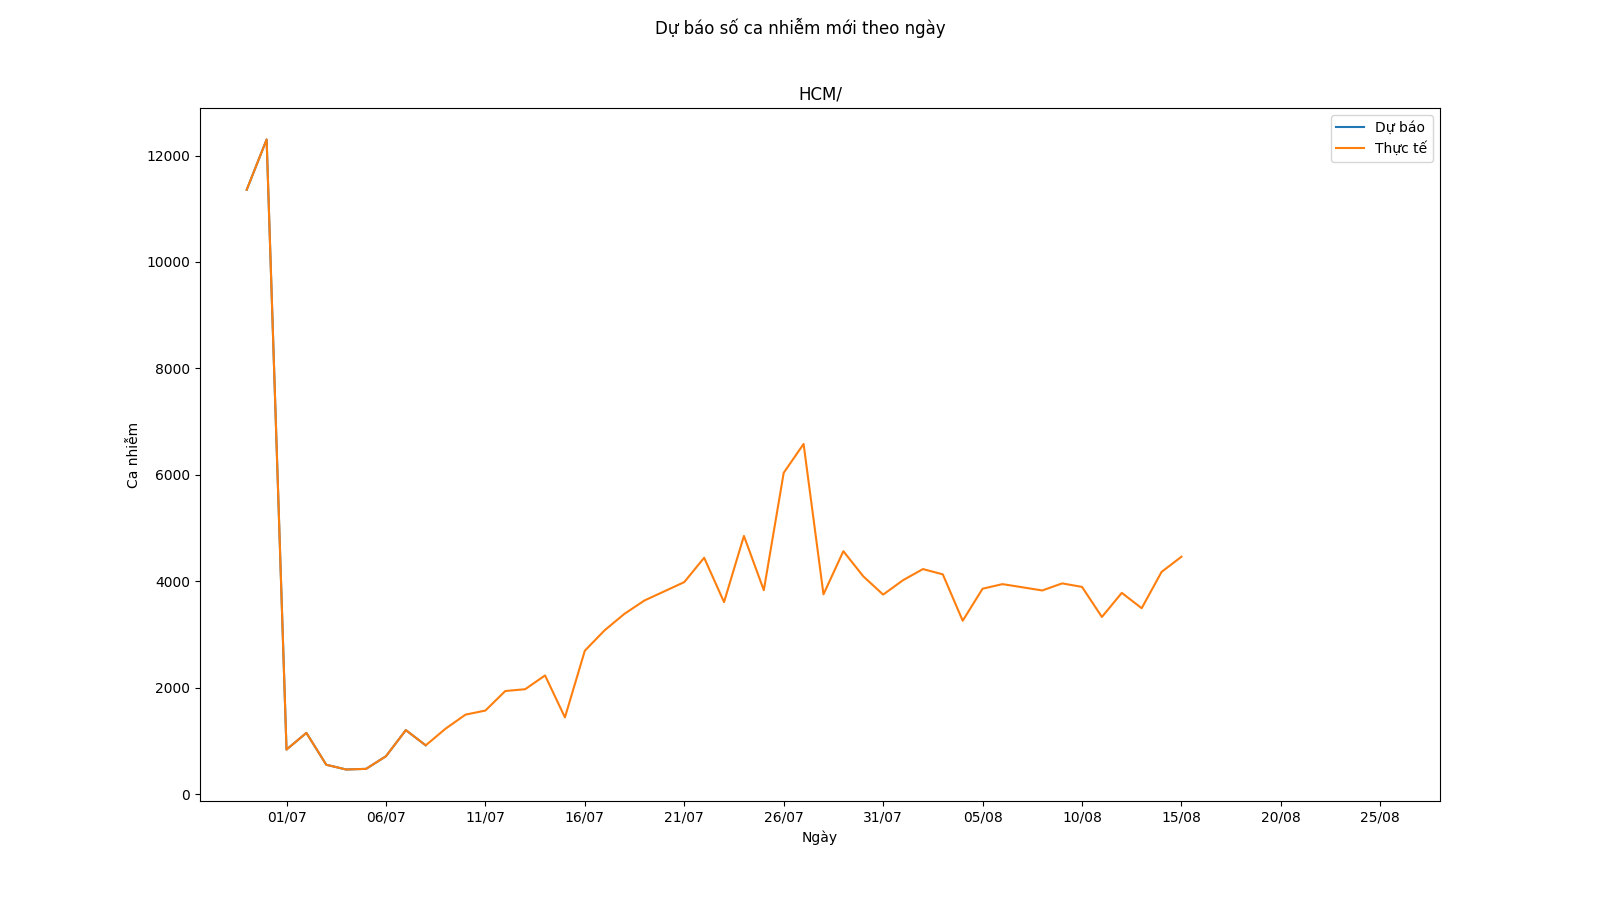 Dự báo số ca nhiễm mới theo ngày
HCM/
Dự báo
Thực tế
12000
10000
8000
6000
4000
2000
0
Ca nhiễm
01/07 06/07 11/07 16/07 21/07 26/07 31/07 05/08 10/08 15/08 20/08 25/08
Ngày